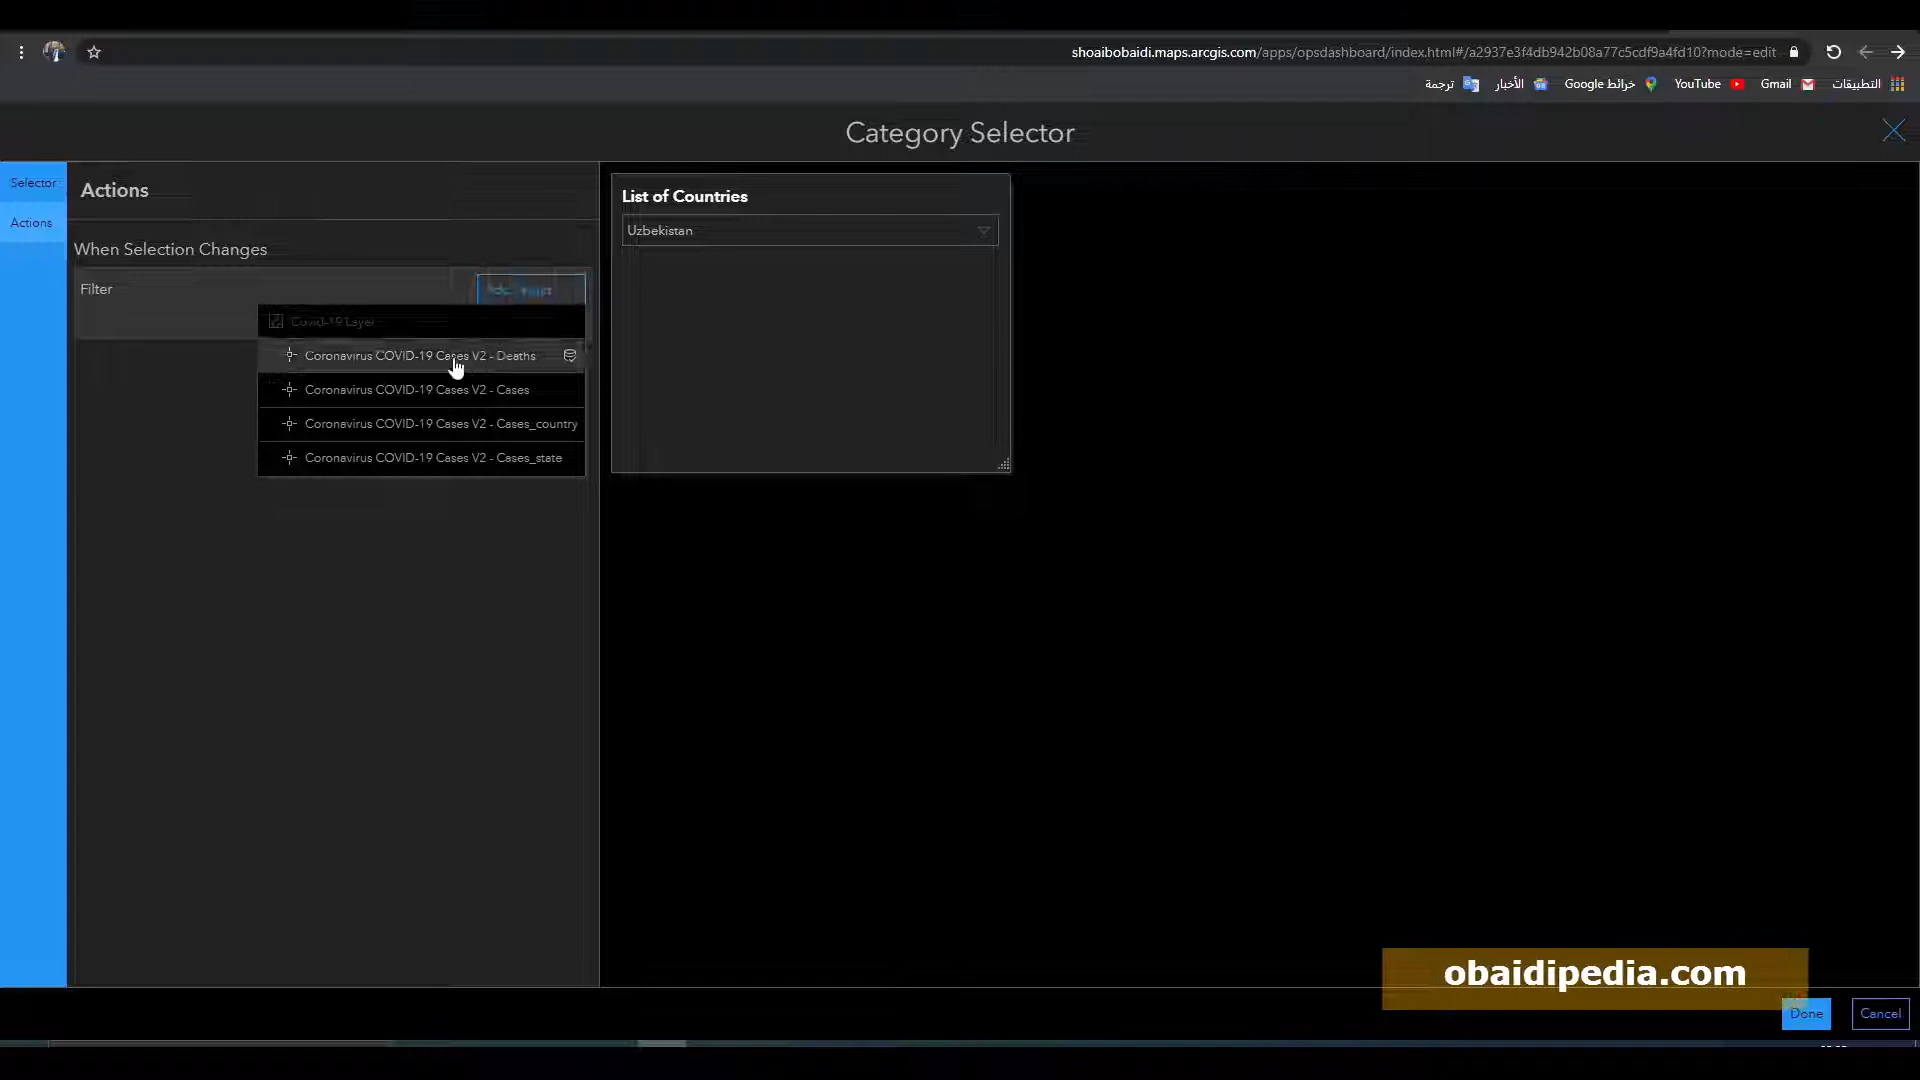 shoaibobaidi.maps.arcgis.com/apps/opsdashboard/index.html#/a2937e3f4db942b08a77c5cdf9a4fd10?mode=edit
التطبيقات
Gmail
YouTube
خرائط Google
الأخبار
ترجمة
Category Selector
Selector
Actions
Actions
When Selection Changes
Filter
Covid-19 Layer
Coronavirus COVID-19 Cases V2 - Deaths
Coronavirus COVID-19 Cases V2 - Cases
Coronavirus COVID-19 Cases V2 - Cases_country
Coronavirus COVID-19 Cases V2 - Cases_state
List of Countries
Uzbekistan
obaidipedia.com
Done
Cancel